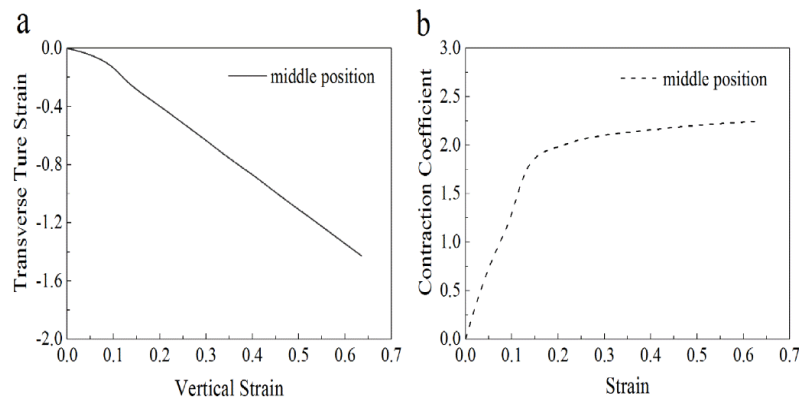 a
middle position
Transverse Ture Strain
0.0
-0.4
-0.8
-1.2
-1.6
-2.0
0.0 0.1 0.2 0.3 0.4 0.5 0.6 0.7
Vertical Strain
b
middle position
Contraction Coefficient
3.0
2.5
2.0
1.5
1.0
0.5
0.0
0.0 0.1 0.2 0.3 0.4 0.5 0.6 0.7
Strain